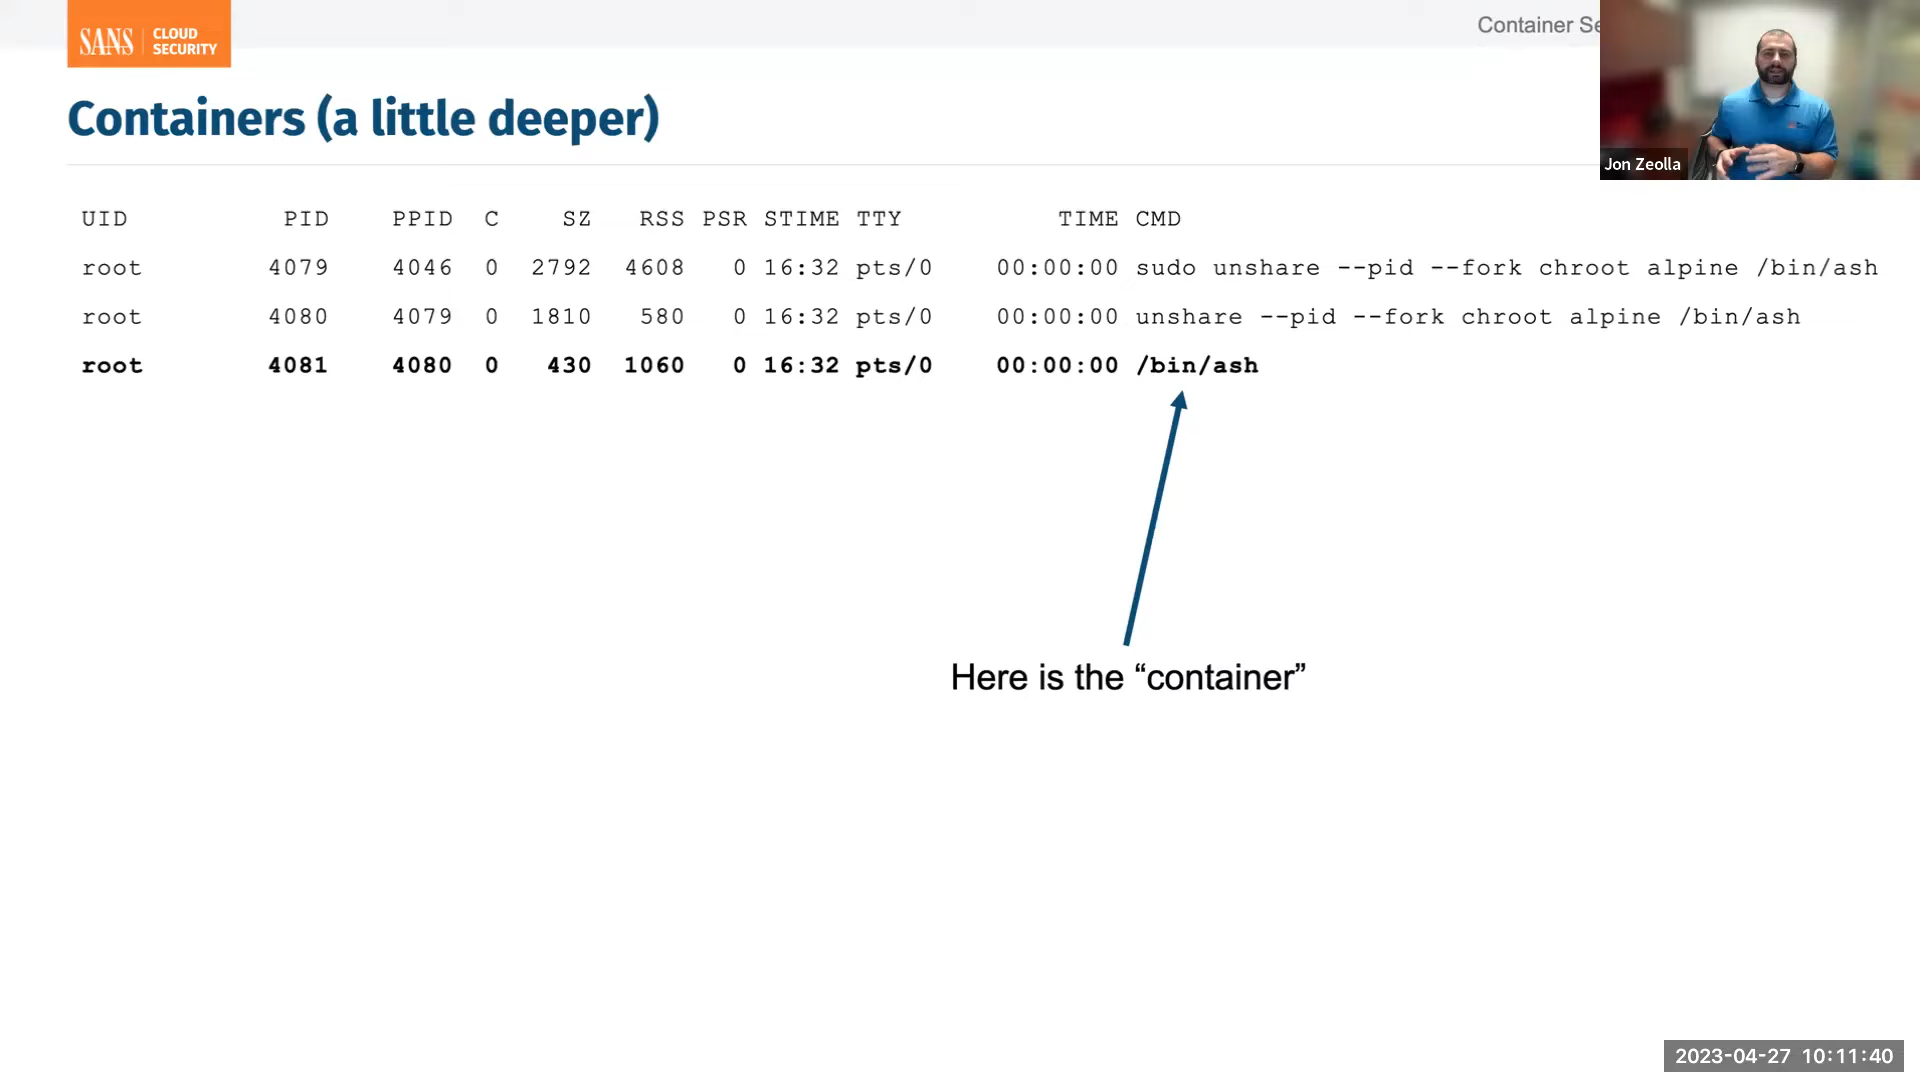 SANS CLOUD SECURITY
Container Se
Containers (a little deeper)
Jon Zeolla
UID PID PPID C SZ RSS PSR STIME TTY TIME CMD
root 4079 4046 0 2792 4608 0 16:32 pts/0 00:00:00 sudo unshare --pid --fork chroot alpine /bin/ash
root 4080 4079 0 1810 580 0 16:32 pts/0 00:00:00 unshare --pid --fork chroot alpine /bin/ash
root 4081 4080 0 430 1060 0 16:32 pts/0 00:00:00 /bin/ash
Here is the “container”
2023-04-27 10:11:40